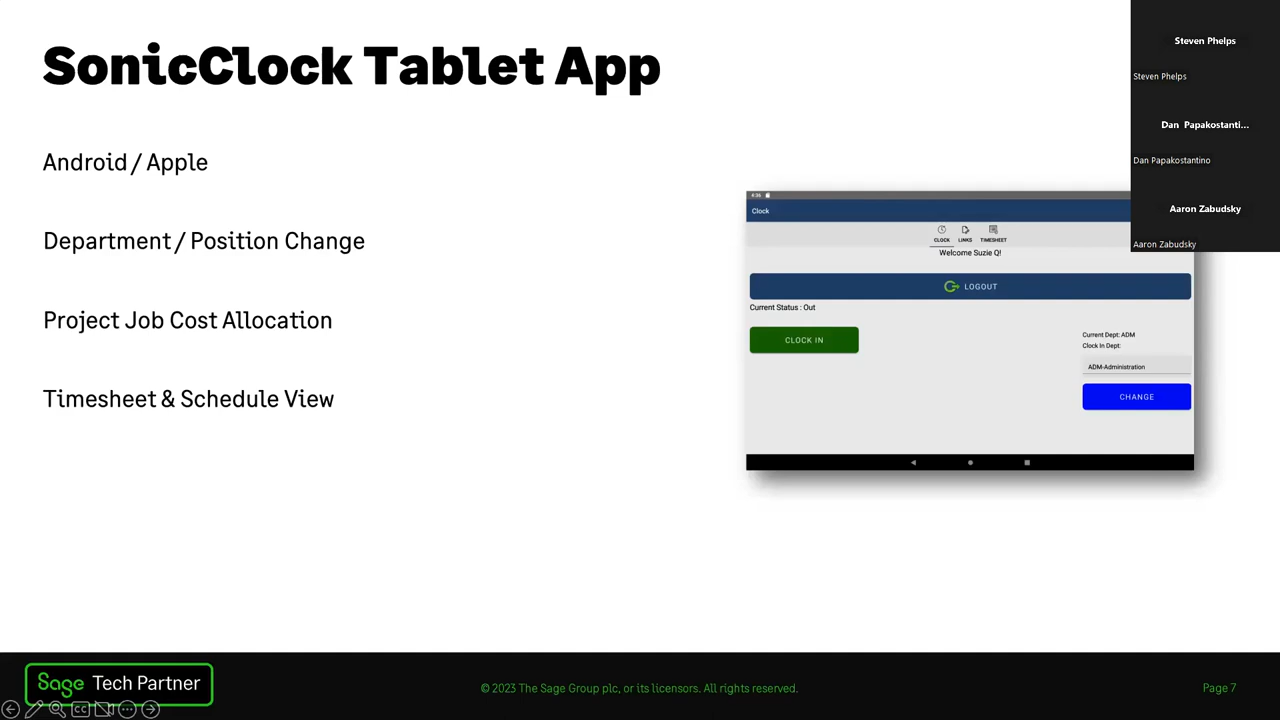 SonicClock Tablet App
Android / Apple
Department / Position Change
Project Job Cost Allocation
Timesheet & Schedule View
4:36
Clock
CLOCK LINKS TIMESHEET
Welcome Suzie Q!
LOGOUT
Current Status : Out
CLOCK IN
Current Dept: ADM
Clock In Dept:
ADM-Administration
CHANGE
Steven Phelps
Steven Phelps
Dan Papakostanti...
Dan Papakostantino
Aaron Zabudsky
Aaron Zabudsky
Sage Tech Partner
© 2023 The Sage Group plc, or its licensors. All rights reserved.
Page 7
CC